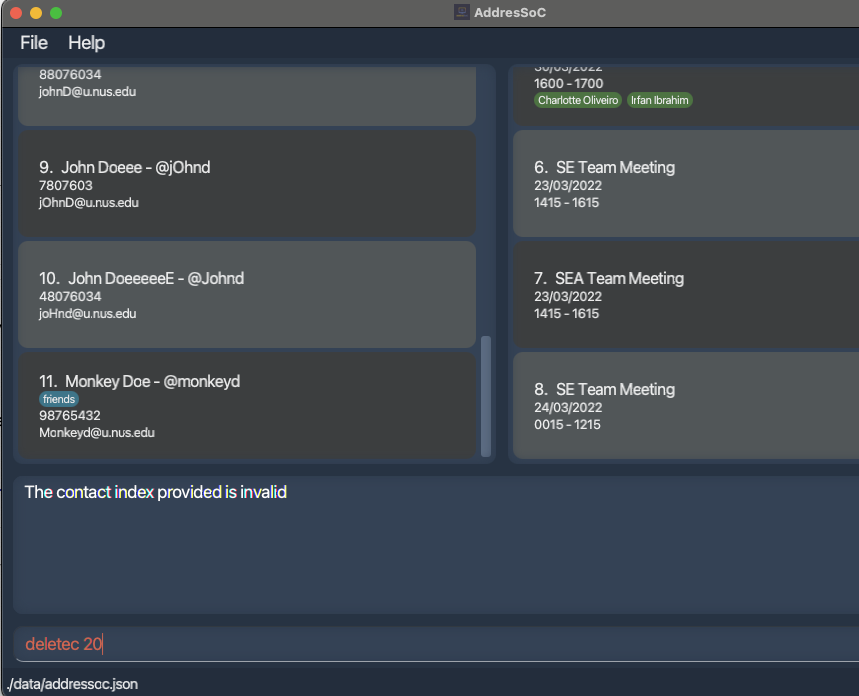 AddresSoC
File Help
88076034
johnD@u.nus.edu
9. John Doeee - @jOhnd
7807603
jOhnD@u.nus.edu
10. John DoeeeeeE - @Johnd
48076034
joHnd@u.nus.edu
11. Monkey Doe - @monkeyd
friends
98765432
Monkeyd@u.nus.edu
30/03/2022
1600 - 1700
Charlotte Oliveiro Irfan Ibrahim
6. SE Team Meeting
23/03/2022
1415 - 1615
7. SEA Team Meeting
23/03/2022
1415 - 1615
8. SE Team Meeting
24/03/2022
0015 - 1215
The contact index provided is invalid
deletec 20
./data/addressoc.json